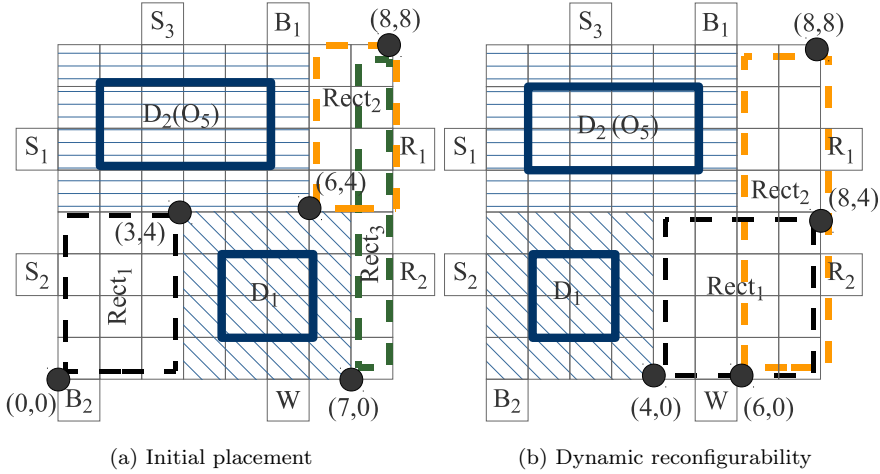 S₃ B₁ (8,8)
Rect₂
D₂(O₅)
S₁ R₁
(6,4)
(3,4)
Rect₃
S₂ R₂
Rect₁
D₁
(0,0) B₂ W (7,0)
(a) Initial placement
S₃ B₁ (8,8)
D₂(O₅)
S₁ R₁
Rect₂
(8,4)
S₂ R₂
D₁ Rect₁
B₂ (4,0) W (6,0)
(b) Dynamic reconfigurability